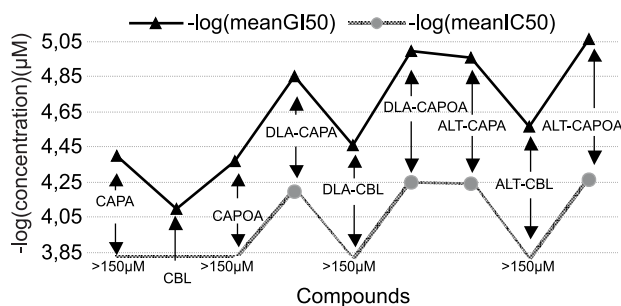 -log(meanGI50) -log(meanIC50)
-log(concentration)(µM)
5,05
4,85
4,65
4,45
4,25
4,05
3,85
CAPA
CBL
CAPOA
DLA-CAPA
DLA-CBL
DLA-CAPOA
ALT-CAPA
ALT-CBL
ALT-CAPOA
>150µM >150µM >150µM >150µM
Compounds